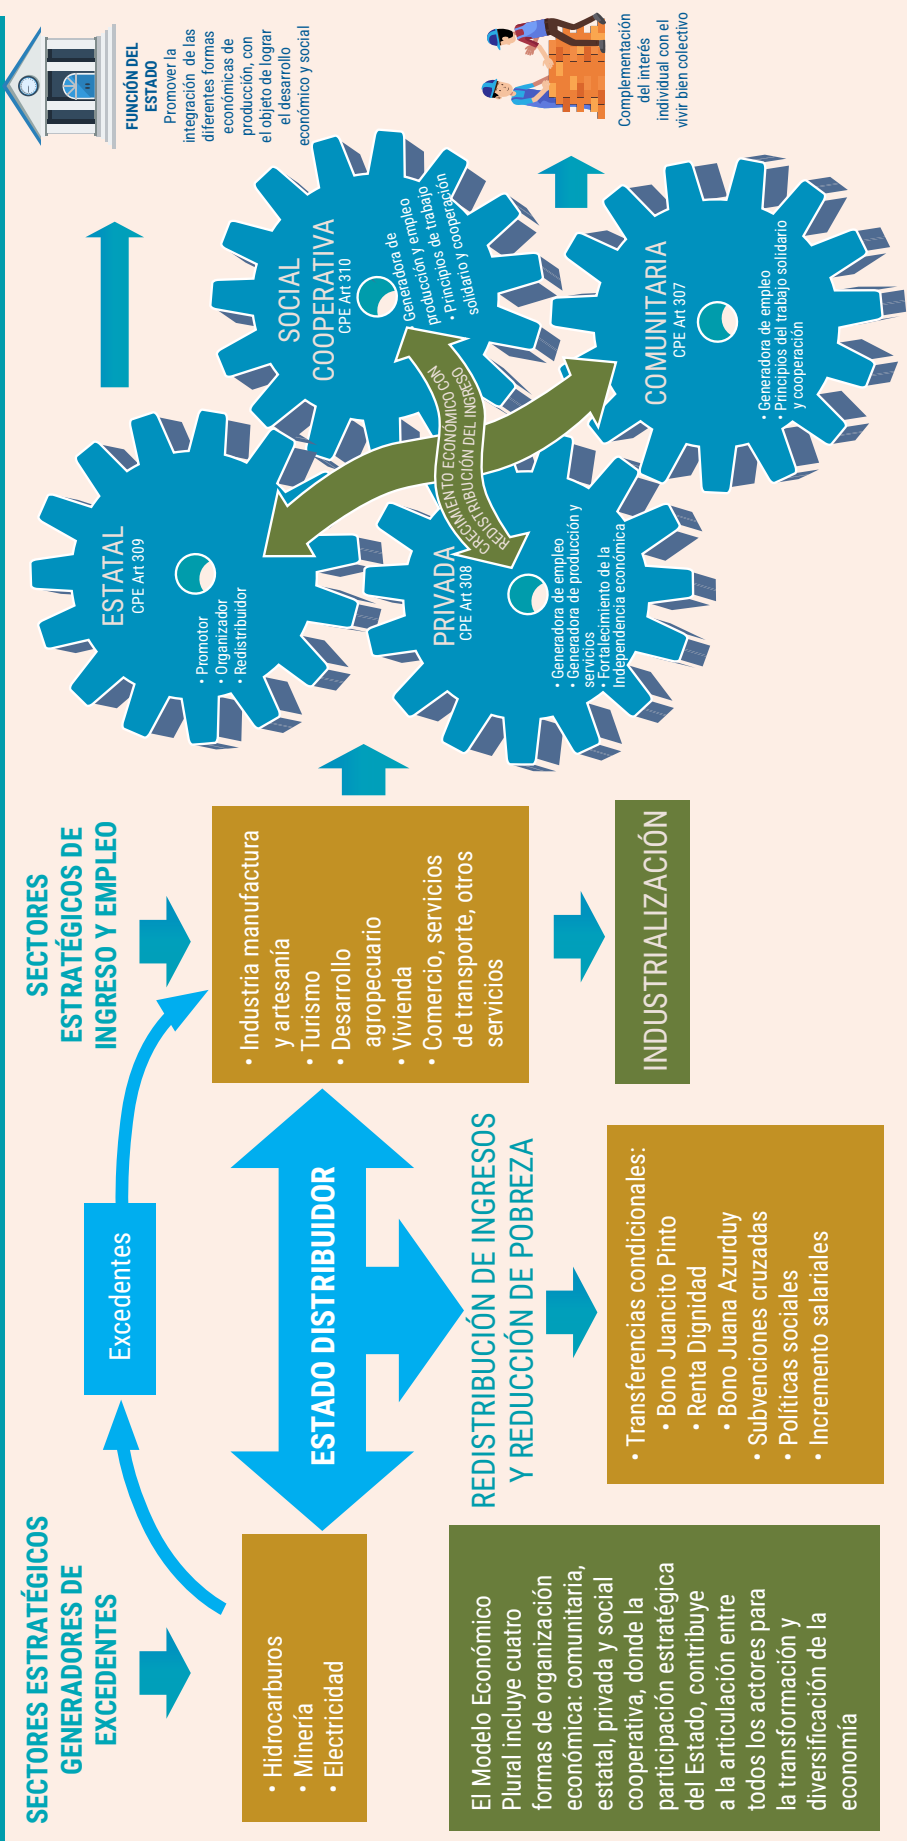 SECTORES ESTRATÉGICOS
GENERADORES DE
EXCEDENTES
• Hidrocarburos
• Minería
• Electricidad
Excedentes
SECTORES
ESTRATÉGICOS DE
INGRESO Y EMPLEO
• Industria manufactura
y artesanía
• Turismo
• Desarrollo
agropecuario
• Vivienda
• Comercio, servicios
de transporte, otros
servicios
ESTADO DISTRIBUIDOR
REDISTRIBUCIÓN DE INGRESOS
Y REDUCCIÓN DE POBREZA
• Transferencias condicionales:
• Bono Juancito Pinto
• Renta Dignidad
• Bono Juana Azurduy
• Subvenciones cruzadas
• Políticas sociales
• Incremento salariales
INDUSTRIALIZACIÓN
El Modelo Económico
Plural incluye cuatro
formas de organización
económica: comunitaria,
estatal, privada y social
cooperativa, donde la
participación estratégica
del Estado, contribuye
a la articulación entre
todos los actores para
la transformación y
diversificación de la
economía
ESTATAL
CPE Art 309
• Promotor
• Organizador
• Redistribuidor
SOCIAL
COOPERATIVA
CPE Art 310
Generadora de
producción y empleo
Principios de trabajo
• Principios y cooperación
solidario y cooperación
PRIVADA
CPE Art 308
• Generadora de empleo
• Generadora de producción y
servicios
• Fortalecimiento de la
Independencia económica
COMUNITARIA
CPE Art 307
• Generadora de empleo
• Principios del trabajo solidario
y cooperación
CRECIMIENTO ECONÓMICO CON
REDISTRIBUCIÓN DEL INGRESO
FUNCIÓN DEL
ESTADO
Promover la
integración de las
diferentes formas
económicas de
producción, con
el objeto de lograr
el desarrollo
económico y social
Complementación
del interés
individual con el
vivir bien colectivo